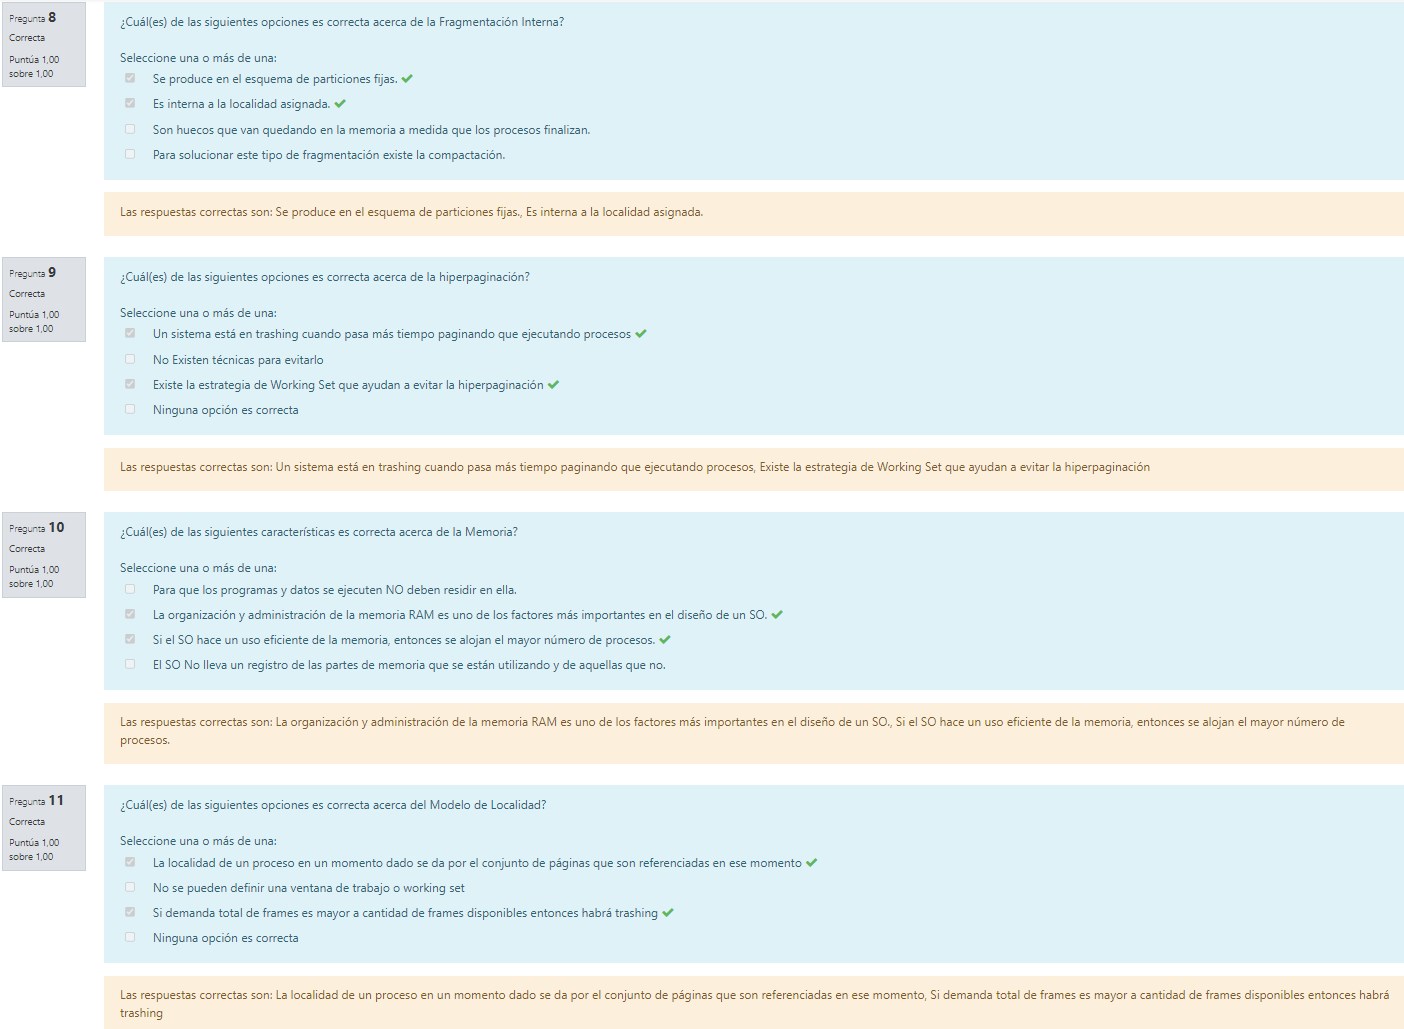 Pregunta 8
Correcta
Puntúa 1,00
sobre 1,00
¿Cuál(es) de las siguientes opciones es correcta acerca de la Fragmentación Interna?
Seleccione una o más de una:
Se produce en el esquema de particiones fijas.
Es interna a la localidad asignada.
Son huecos que van quedando en la memoria a medida que los procesos finalizan.
Para solucionar este tipo de fragmentación existe la compactación.
Las respuestas correctas son: Se produce en el esquema de particiones fijas., Es interna a la localidad asignada.
Pregunta 9
Correcta
Puntúa 1,00
sobre 1,00
¿Cuál(es) de las siguientes opciones es correcta acerca de la hiperpaginación?
Seleccione una o más de una:
Un sistema está en trashing cuando pasa más tiempo paginando que ejecutando procesos
No Existen técnicas para evitarlo
Existe la estrategia de Working Set que ayudan a evitar la hiperpaginación
Ninguna opción es correcta
Las respuestas correctas son: Un sistema está en trashing cuando pasa más tiempo paginando que ejecutando procesos, Existe la estrategia de Working Set que ayudan a evitar la hiperpaginación
Pregunta 10
Correcta
Puntúa 1,00
sobre 1,00
¿Cuál(es) de las siguientes características es correcta acerca de la Memoria?
Seleccione una o más de una:
Para que los programas y datos se ejecuten NO deben residir en ella.
La organización y administración de la memoria RAM es uno de los factores más importantes en el diseño de un SO.
Si el SO hace un uso eficiente de la memoria, entonces se alojan el mayor número de procesos.
El SO No lleva un registro de las partes de memoria que se están utilizando y de aquellas que no.
Las respuestas correctas son: La organización y administración de la memoria RAM es uno de los factores más importantes en el diseño de un SO., Si el SO hace un uso eficiente de la memoria, entonces se alojan el mayor número de
procesos.
Pregunta 11
Correcta
Puntúa 1,00
sobre 1,00
¿Cuál(es) de las siguientes opciones es correcta acerca del Modelo de Localidad?
Seleccione una o más de una:
La localidad de un proceso en un momento dado se da por el conjunto de páginas que son referenciadas en ese momento
No se pueden definir una ventana de trabajo o working set
Si demanda total de frames es mayor a cantidad de frames disponibles entonces habrá trashing
Ninguna opción es correcta
Las respuestas correctas son: La localidad de un proceso en un momento dado se da por el conjunto de páginas que son referenciadas en ese momento, Si demanda total de frames es mayor a cantidad de frames disponibles entonces habrá
trashing